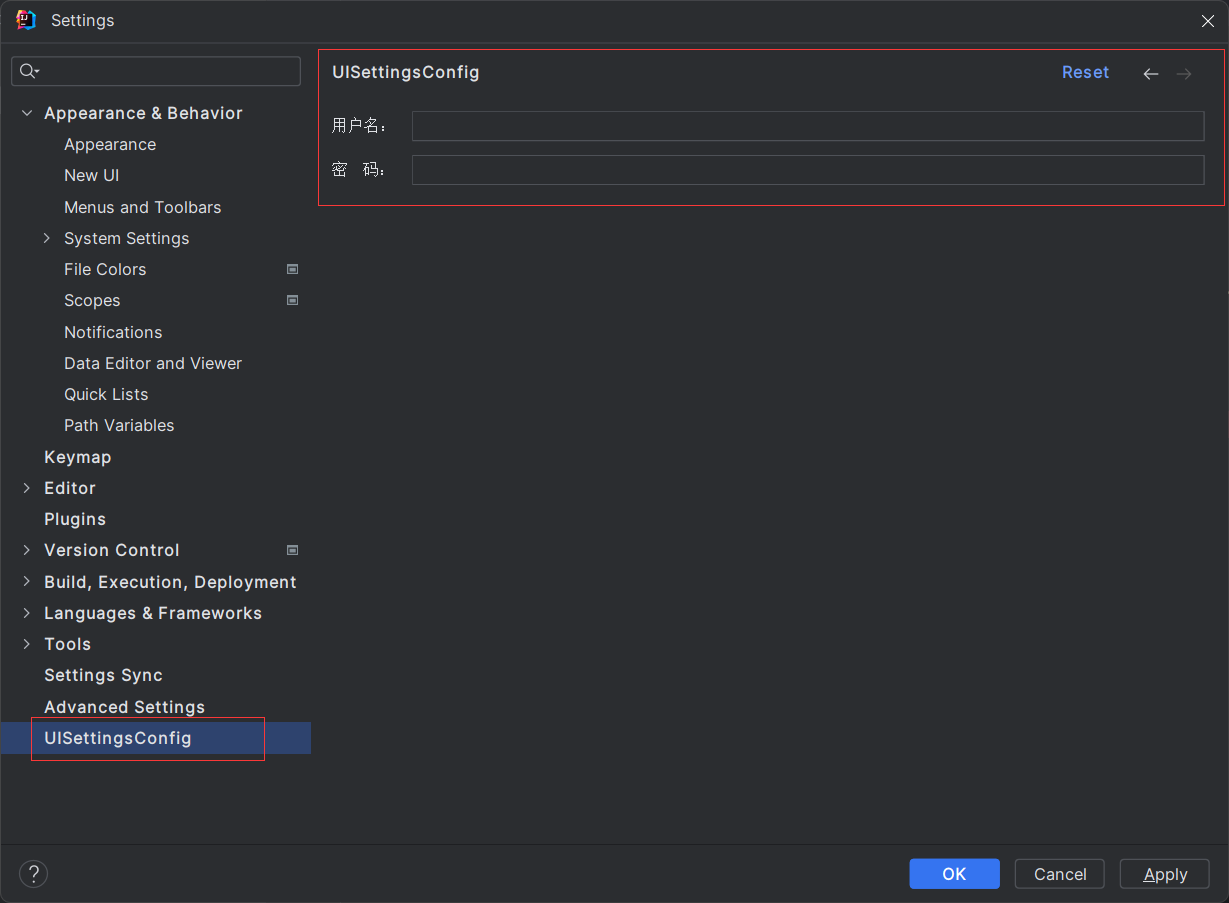 Settings
UISettingsConfig
Reset
用户名：
密 码：
Appearance & Behavior
Appearance
New UI
Menus and Toolbars
System Settings
File Colors
Scopes
Notifications
Data Editor and Viewer
Quick Lists
Path Variables
Keymap
Editor
Plugins
Version Control
Build, Execution, Deployment
Languages & Frameworks
Tools
Settings Sync
Advanced Settings
UISettingsConfig
?
OK
Cancel
Apply